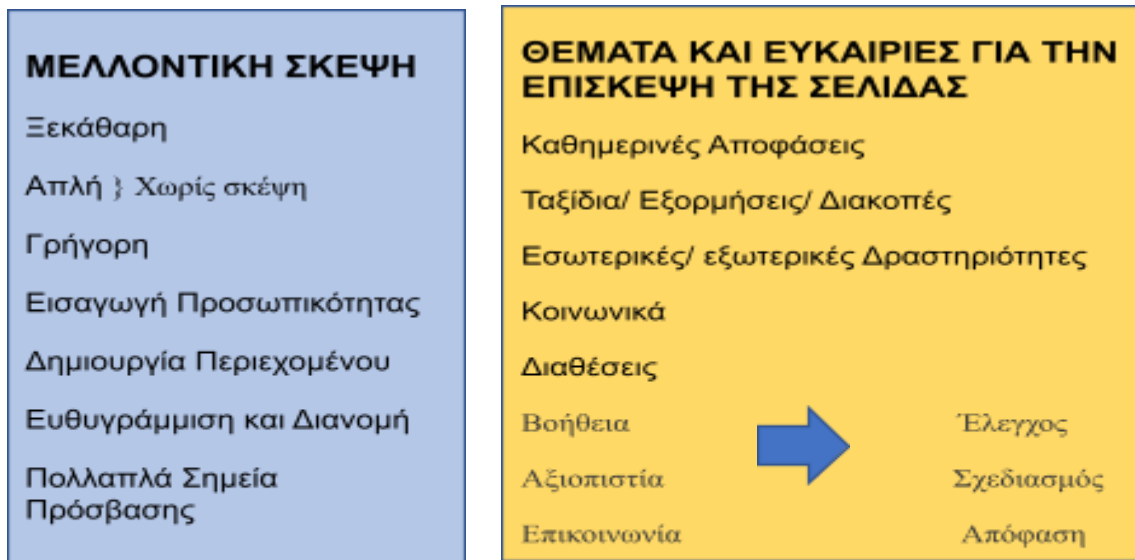 ΜΕΛΛΟΝΤΙΚΗ ΣΚΕΨΗ
Ξεκάθαρη
Απλή } Χωρίς σκέψη
Γρήγορη
Εισαγωγή Προσωπικότητας
Δημιουργία Περιεχομένου
Ευθυγράμμιση και Διανομή
Πολλαπλά Σημεία
Πρόσβασης
ΘΕΜΑΤΑ ΚΑΙ ΕΥΚΑΙΡΙΕΣ ΓΙΑ ΤΗΝ
ΕΠΙΣΚΕΨΗ ΤΗΣ ΣΕΛΙΔΑΣ
Καθημερινές Αποφάσεις
Ταξίδια/ Εξορμήσεις/ Διακοπές
Εσωτερικές/ εξωτερικές Δραστηριότητες
Κοινωνικά
Διαθέσεις
Βοήθεια Έλεγχος
Αξιοπιστία Σχεδιασμός
Επικοινωνία Απόφαση